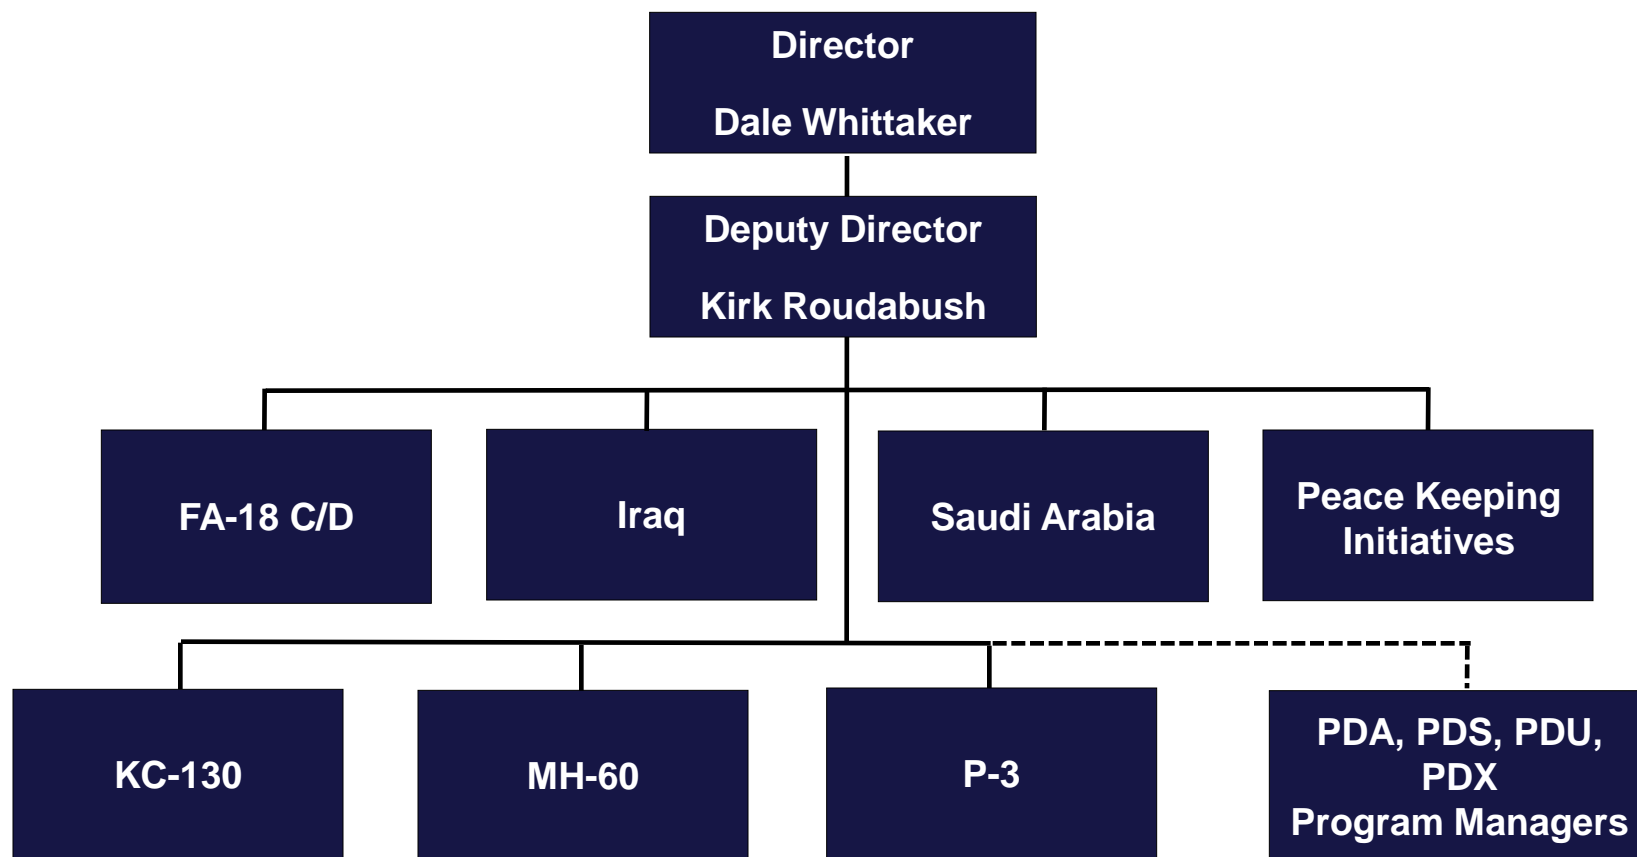 Director
Dale Whittaker
Deputy Director
Kirk Roudabush
FA-18 C/D
Iraq
Saudi Arabia
Peace Keeping
Initiatives
KC-130
MH-60
P-3
PDA, PDS, PDU,
PDX
Program Managers